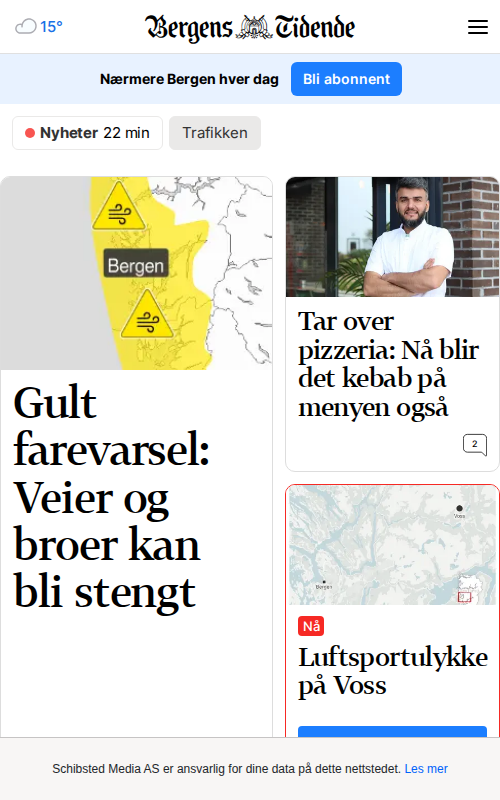 15°
Bergens Tidende
Nærmere Bergen hver dag
Bli abonnent
Nyheter 22 min
Trafikken
Bergen
Gult
farevarsel:
Veier og
broer kan
bli stengt
Tar over
pizzeria: Nå blir
det kebab på
menyen også
2
Voss
Bergen
Nå
Luftsportulykke
på Voss
Schibsted Media AS er ansvarlig for dine data på dette nettstedet. Les mer